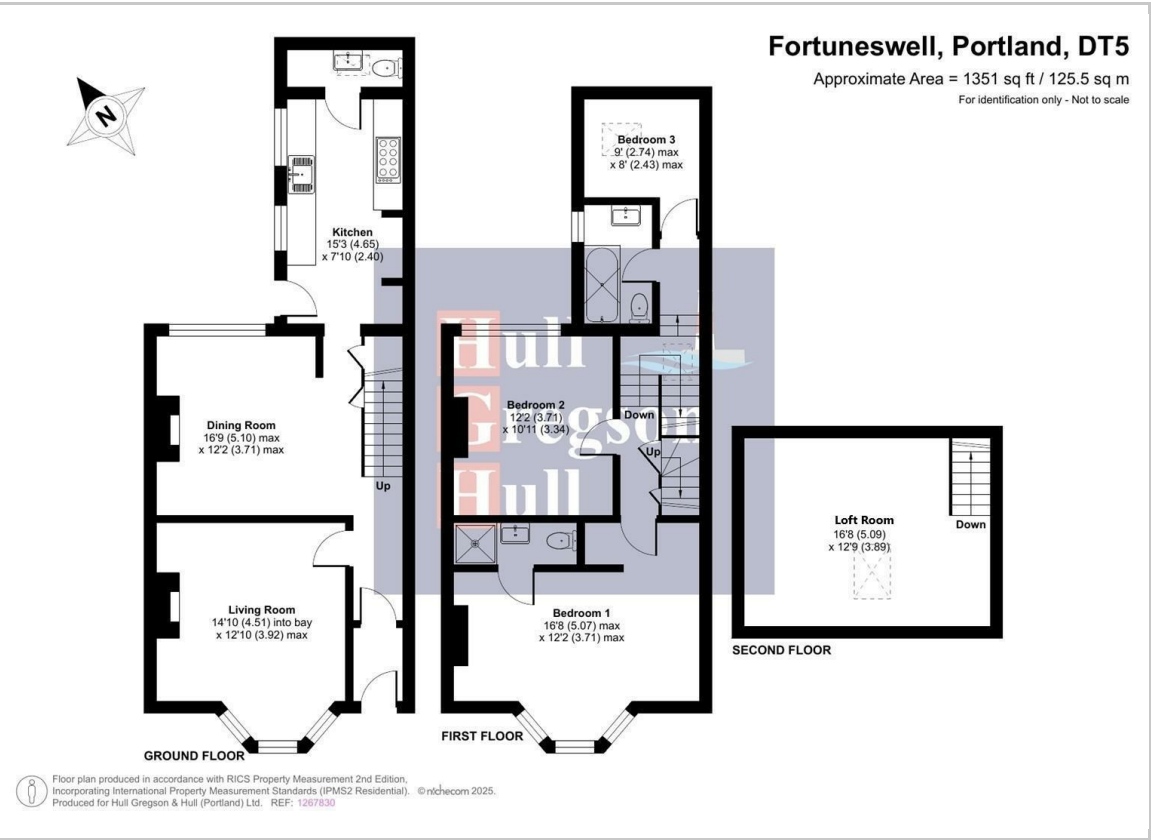 Fortuneswell, Portland, DT5
Approximate Area = 1351 sq ft / 125.5 sq m
For identification only - Not to scale
N
Kitchen
15'3 (4.65)
x 7'10 (2.40)
Dining Room
16'9 (5.10) max
x 12'2 (3.71) max
Up
Living Room
14'10 (4.51) into bay
x 12'10 (3.92) max
GROUND FLOOR
Bedroom 3
9' (2.74) max
x 8' (2.43) max
Bedroom 2
12'2 (3.71)
x 10'11 (3.34)
Down
Up
Bedroom 1
16'8 (5.07) max
x 12'2 (3.71) max
FIRST FLOOR
Hull
Gregson
Hull
Loft Room
16'8 (5.09)
x 12'9 (3.89)
Down
SECOND FLOOR
Floor plan produced in accordance with RICS Property Measurement 2nd Edition,
Incorporating International Property Measurement Standards (IPMS2 Residential). © nichecom 2025.
Produced for Hull Gregson & Hull (Portland) Ltd. REF: 1267830